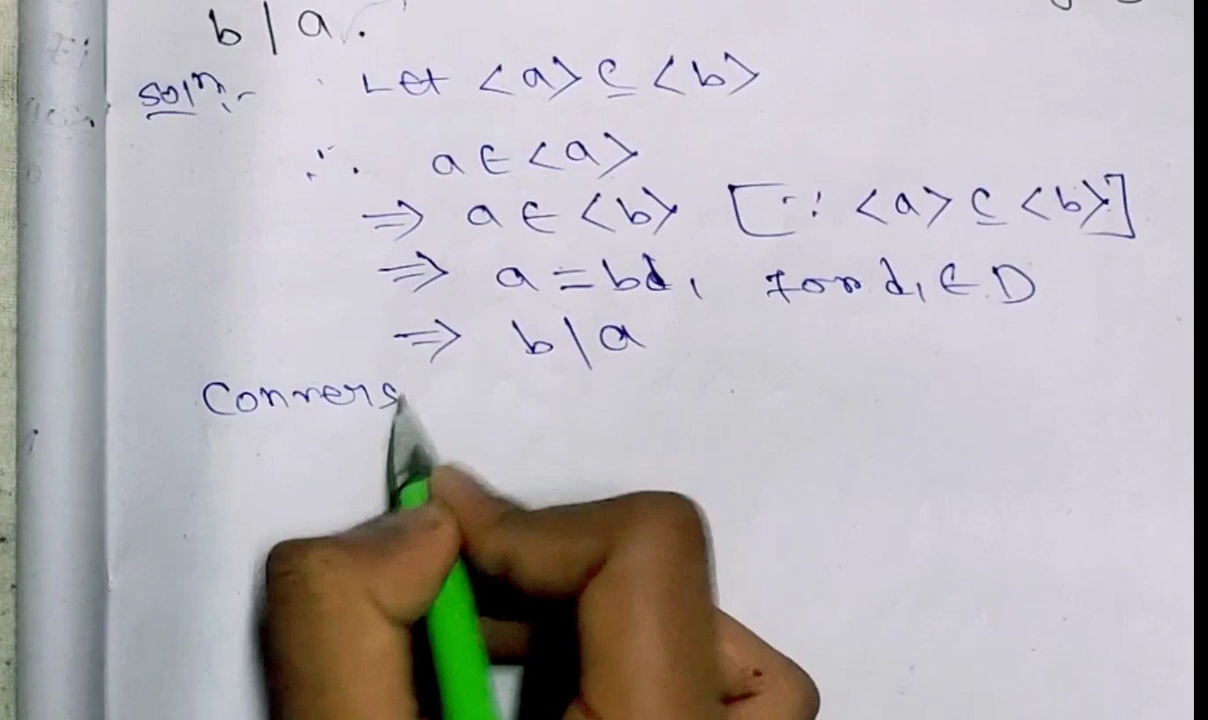 b | a.
Soln:- Let <a> ⊆ <b>
∴ a ∈ <a>
⇒ a ∈ <b> [∵ <a> ⊆ <b>]
⇒ a = bd₁ for d₁ ∈ D
⇒ b | a
Convers